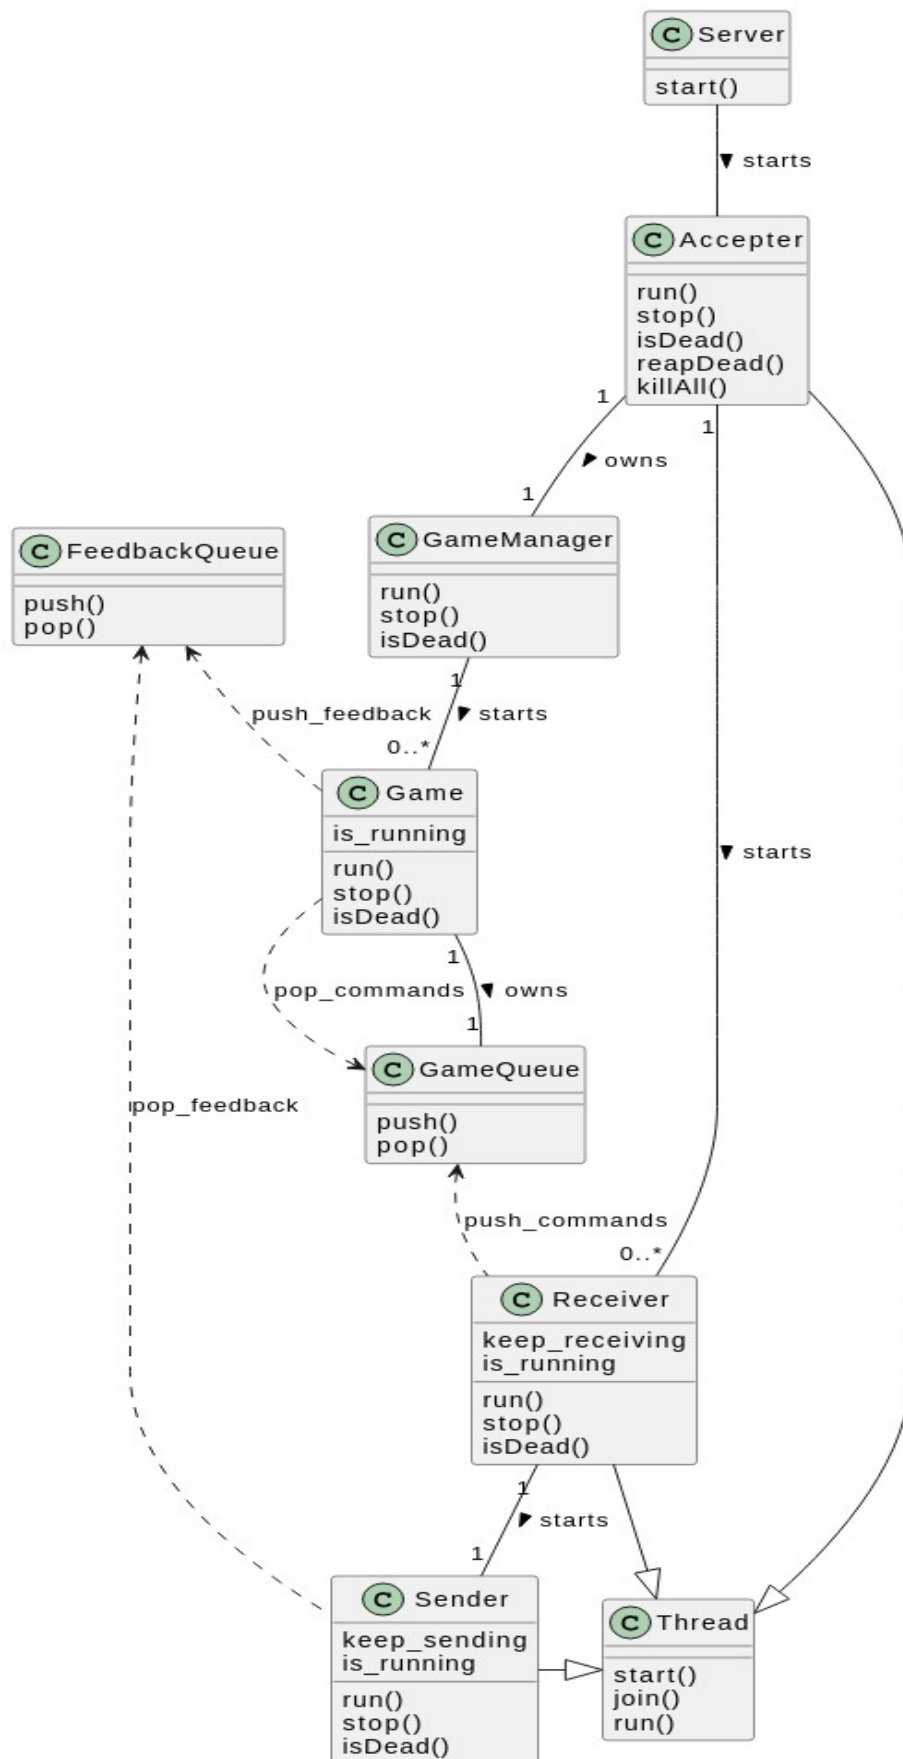 C Server
start()
starts
C Accepter
run()
stop()
isDead()
reapDead()
killAll()
1
1
owns
1
C FeedbackQueue
push()
pop()
C GameManager
run()
stop()
isDead()
1
push_feedback
starts
0..*
C Game
is_running
run()
stop()
isDead()
starts
1
pop_commands
owns
1
C GameQueue
push()
pop()
pop_feedback
push_commands
0..*
C Receiver
keep_receiving
is_running
run()
stop()
isDead()
1
starts
1
C Sender
keep_sending
is_running
run()
stop()
isDead()
C Thread
start()
join()
run()